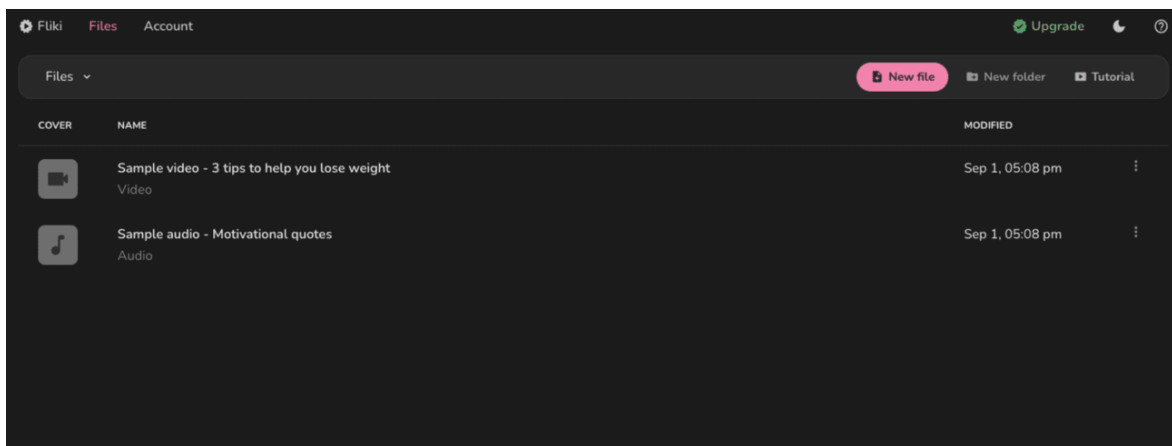 Fliki Files Account Upgrade
Files New file New folder Tutorial
COVER NAME MODIFIED
Sample video - 3 tips to help you lose weight Sep 1, 05:08 pm
Video
Sample audio - Motivational quotes Sep 1, 05:08 pm
Audio